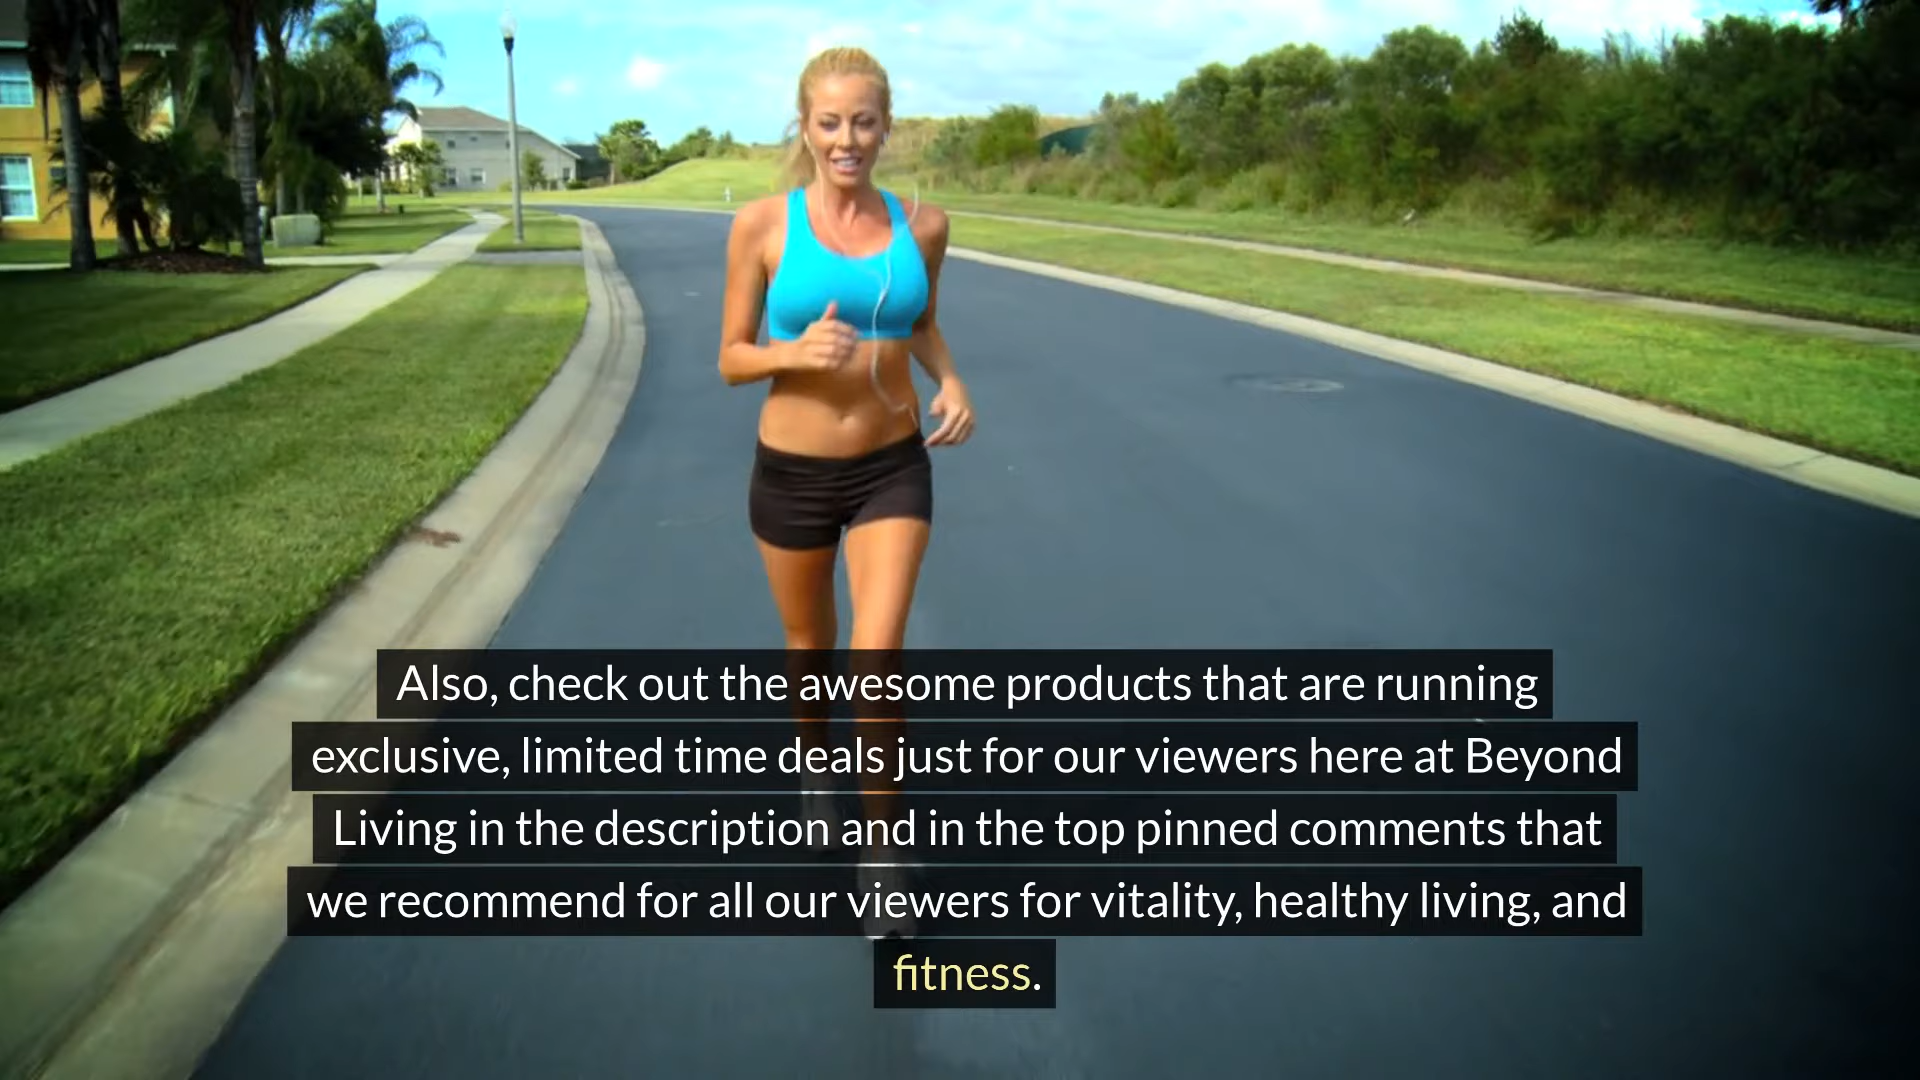 Also, check out the awesome products that are running
exclusive, limited time deals just for our viewers here at Beyond
Living in the description and in the top pinned comments that
we recommend for all our viewers for vitality, healthy living, and
fitness.